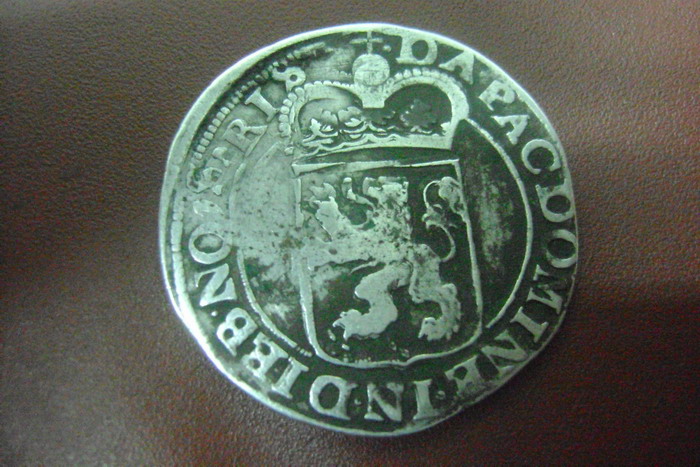 DA PAC DOMINE · IN · DIEB · NOSTRIS